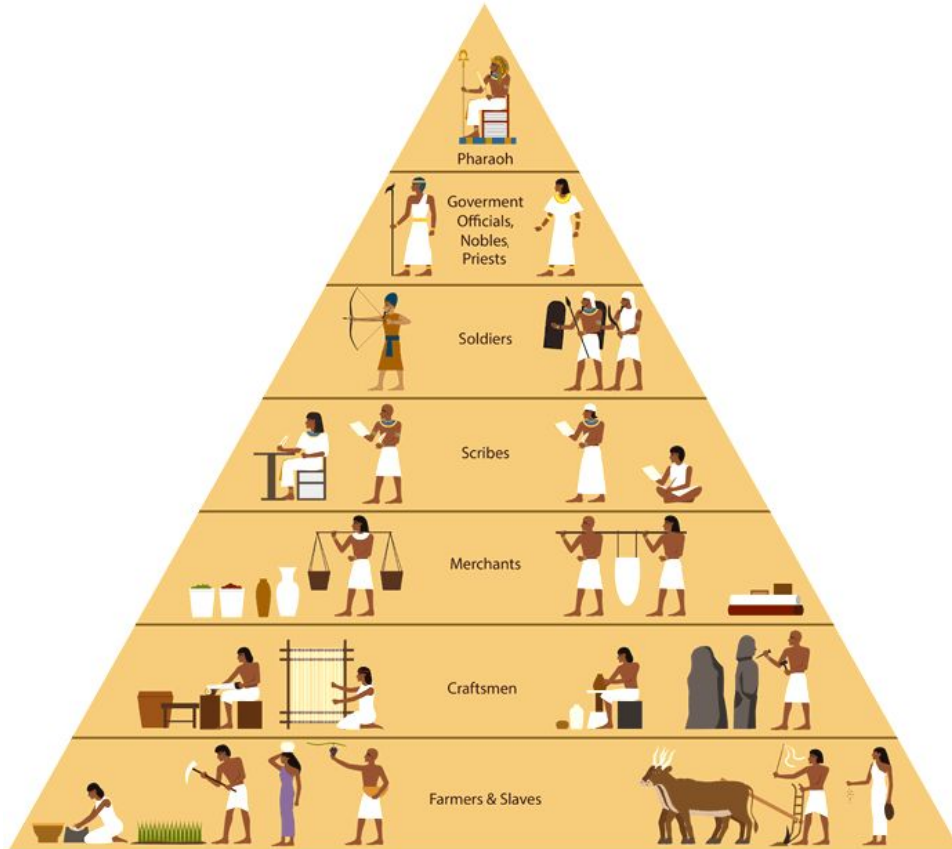 Pharaoh
Goverment
Officials,
Nobles,
Priests
Soldiers
Scribes
Merchants
Craftsmen
Farmers & Slaves